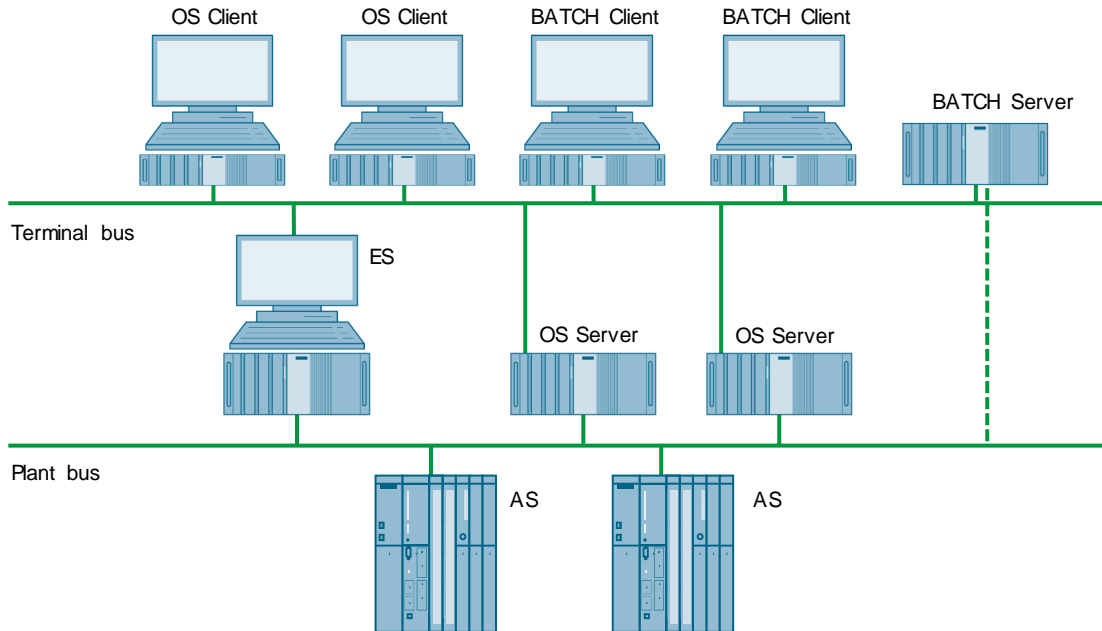 OS Client
OS Client
BATCH Client
BATCH Client
BATCH Server
Terminal bus
ES
OS Server
OS Server
Plant bus
AS
AS